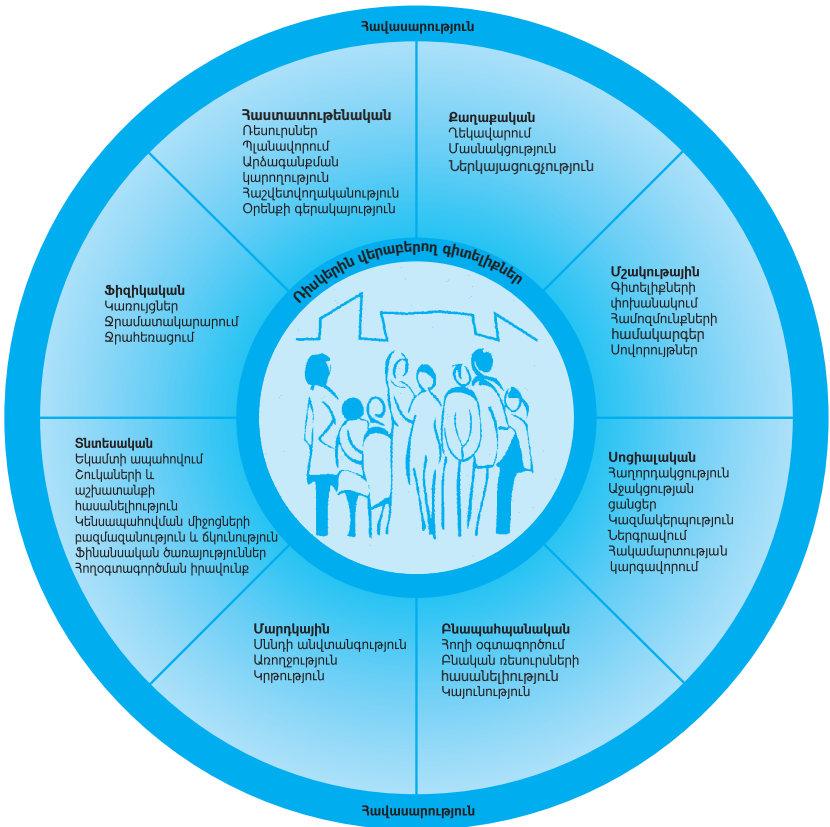 Հավասարություն
Հաստատութենական
Ռեսուրսներ
Պլանավորում
Արձագանքման
կարողություն
Հաշվետվողականություն
Օրենքի գերակայություն
Քաղաքական
Ղեկավարում
Մասնակցություն
Ներկայացուցչություն
Մշակութային
Գիտելիքների
փոխանակում
Համոզմունքների
համակարգեր
Սովորույթներ
Սոցիալական
Հաղորդակցություն
Աջակցության
ցանցեր
Կազմակերպություն
Ներգրավում
Հակամարտության
կարգավորում
Բնապահպանական
Հողի օգտագործում
Բնական ռեսուրսների
հասանելիություն
Կայունություն
Մարդկային
Սննդի անվտանգություն
Առողջություն
Կրթություն
Տնտեսական
Եկամտի ապահովում
Շուկաների և
աշխատանքի
հասանելիություն
Կենսապահովման միջոցների
բազմազանություն և ճկունություն
Ֆինանսական ծառայություններ
Հողօգտագործման իրավունք
Ֆիզիկական
Կառույցներ
Ջրամատակարարում
Ջրահեռացում
Ռիսկերին վերաբերող գիտելիքներ
Հավասարություն